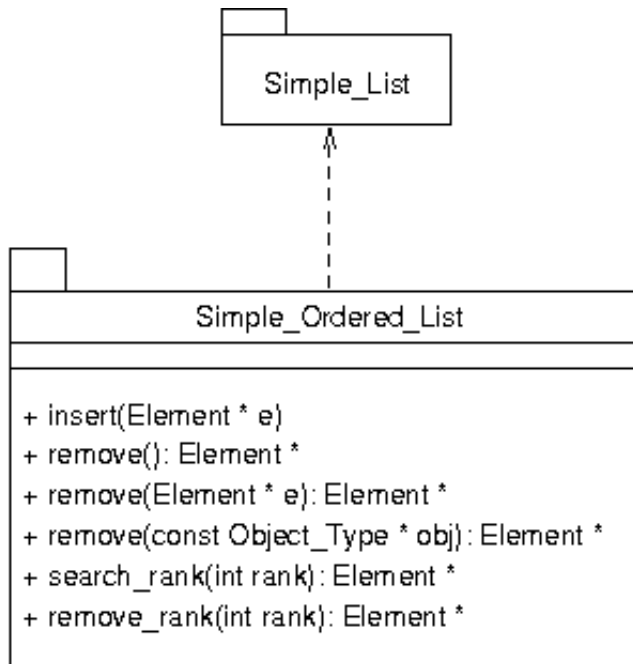 Simple_List
Simple_Ordered_List
+ insert(Element * e)
+ remove(): Element *
+ remove(Element * e): Element *
+ remove(const Object_Type * obj): Element *
+ search_rank(int rank): Element *
+ remove_rank(int rank): Element *